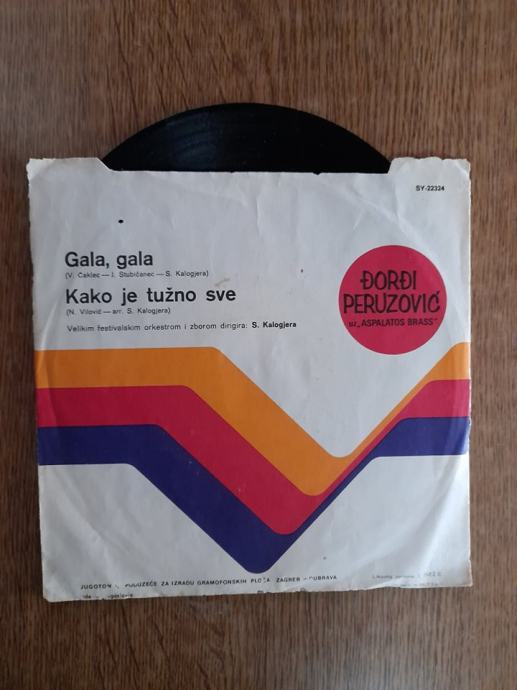 SY-22324
Gala, gala
(V. Caklec — I. Stubičanec — S. Kalogjera)
Kako je tužno sve
(N. Vilović — arr. S. Kalogjera)
Velikim festivalskim orkestrom i zborom dirigira: S. Kalogjera
ĐORĐI
PERUZOVIĆ
uz „ASPALATOS BRASS"
JUGOTON PODUZEĆE ZA IZRADU GRAMOFONSKIH PLOČA ZAGREB - DUBRAVA